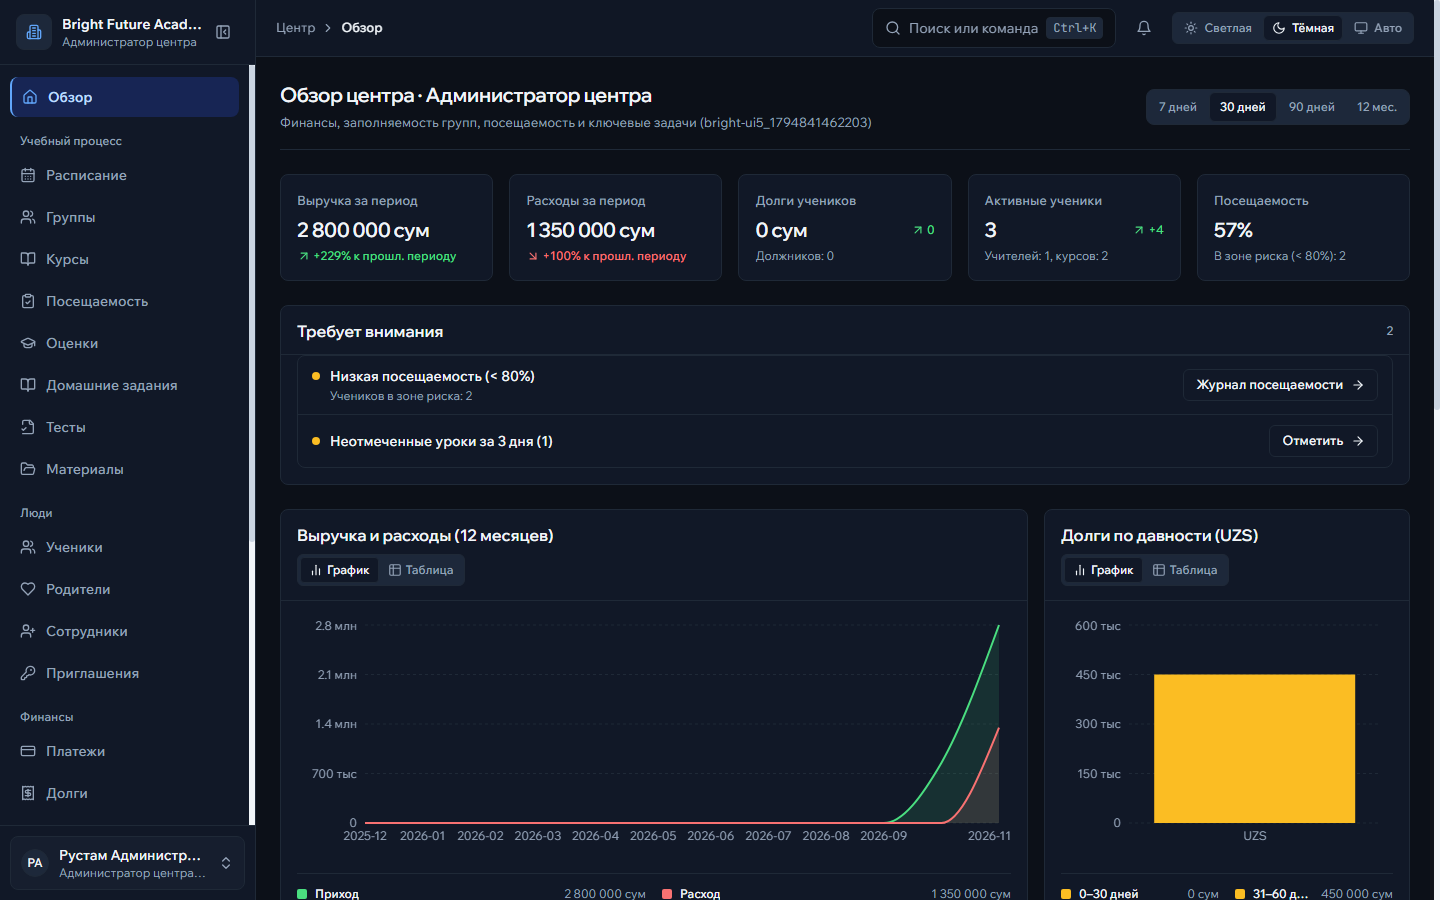 Bright Future Acad...
Администратор центра
Обзор
Учебный процесс
Расписание
Группы
Курсы
Посещаемость
Оценки
Домашние задания
Тесты
Материалы
Люди
Ученики
Родители
Сотрудники
Приглашения
Финансы
Платежи
Долги
РА
Рустам Администр...
Администратор центра...
Центр > Обзор
Поиск или команда Ctrl+K
Светлая Тёмная Авто
Обзор центра · Администратор центра
Финансы, заполняемость групп, посещаемость и ключевые задачи (bright-ui5_1794841462203)
7 дней 30 дней 90 дней 12 мес.
Выручка за период
2 800 000 сум
+229% к прошл. периоду
Расходы за период
1 350 000 сум
+100% к прошл. периоду
Долги учеников
0 сум
0
Должников: 0
Активные ученики
3
+4
Учителей: 1, курсов: 2
Посещаемость
57%
В зоне риска (< 80%): 2
Требует внимания
2
Низкая посещаемость (< 80%)
Учеников в зоне риска: 2
Журнал посещаемости →
Неотмеченные уроки за 3 дня (1)
Отметить →
Выручка и расходы (12 месяцев)
График Таблица
2.8 млн
2.1 млн
1.4 млн
700 тыс
0
2025-12 2026-01 2026-02 2026-03 2026-04 2026-05 2026-06 2026-07 2026-08 2026-09 2026-11
Приход 2 800 000 сум Расход 1 350 000 сум
Долги по давности (UZS)
График Таблица
600 тыс
450 тыс
300 тыс
150 тыс
0
UZS
0–30 дней 0 сум 31–60 д... 450 000 сум